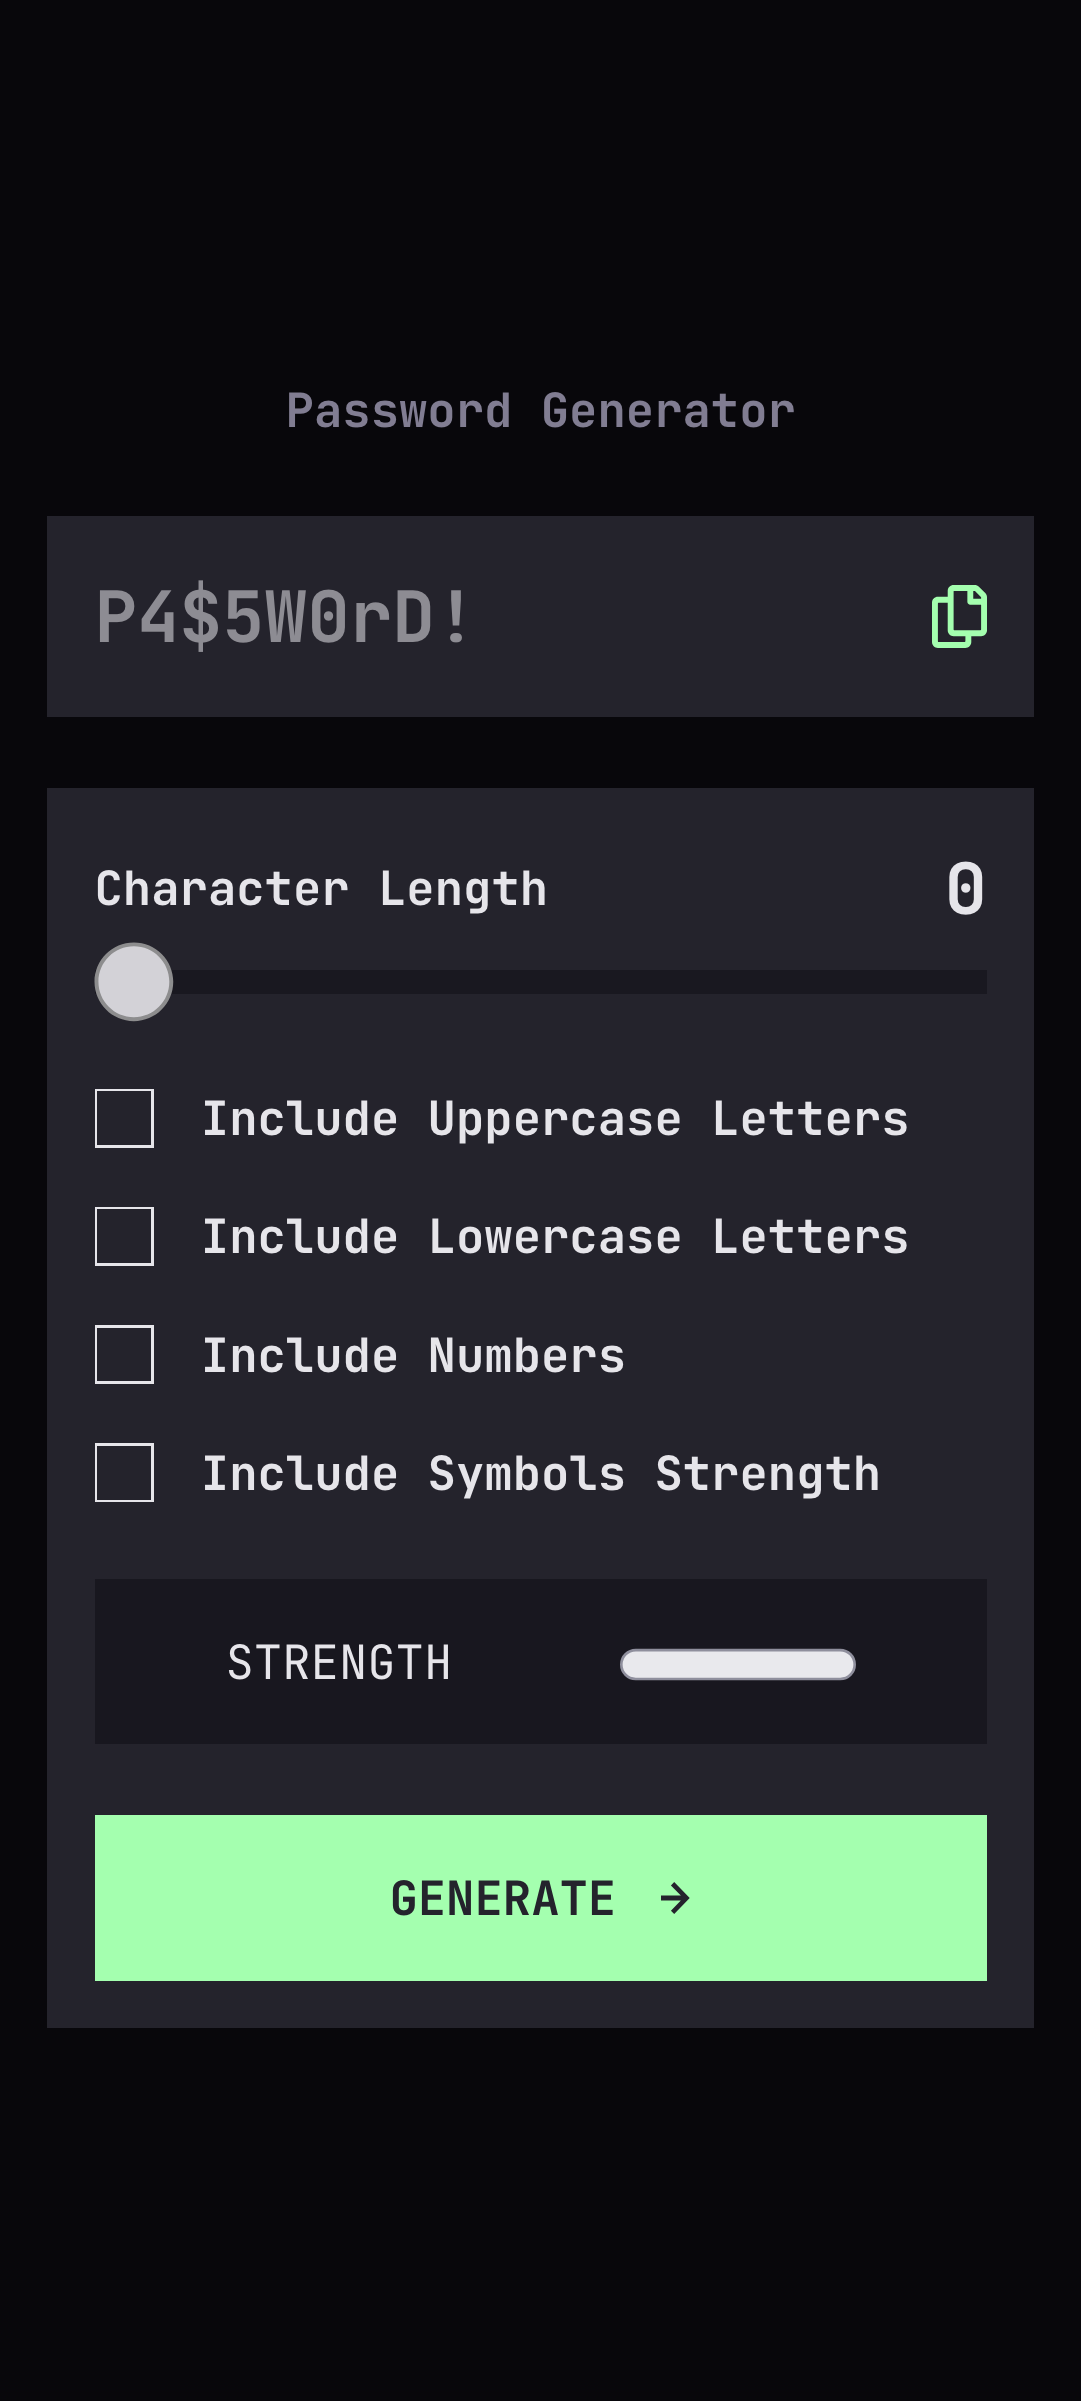 Password Generator
P4$5W0rD!
Character Length 0
Include Uppercase Letters
Include Lowercase Letters
Include Numbers
Include Symbols Strength
STRENGTH
GENERATE →